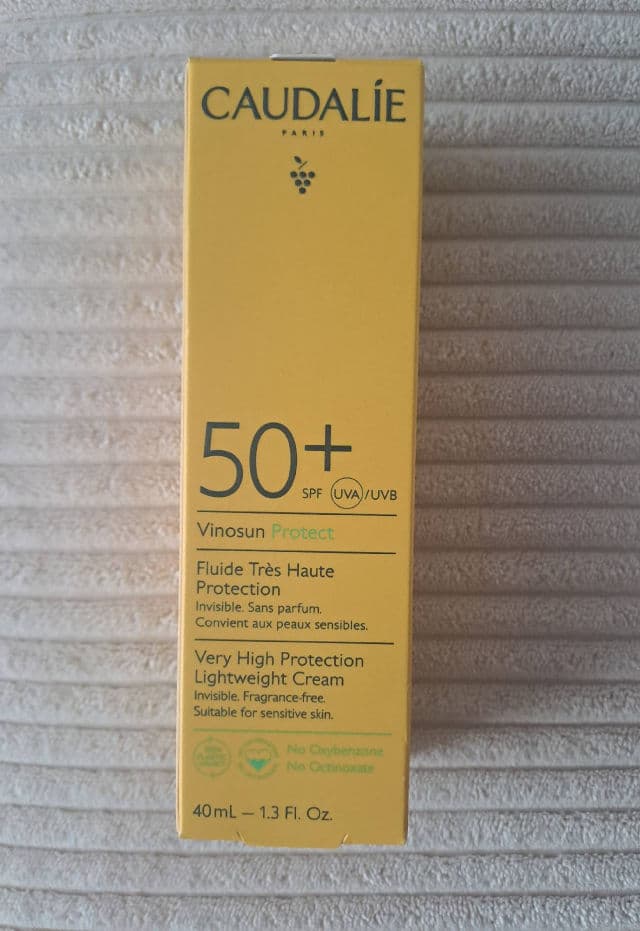 CAUDALÍE
PARIS
50+
SPF UVA/UVB
Vinosun Protect
Fluide Très Haute
Protection
Invisible. Sans parfum.
Convient aux peaux sensibles.
Very High Protection
Lightweight Cream
Invisible. Fragrance-free.
Suitable for sensitive skin.
No Oxybenzone
No Octinoxate
40mL – 1.3 Fl. Oz.